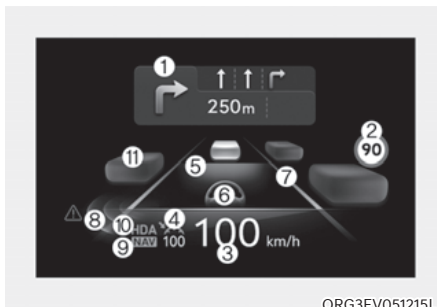 ①
②
90
250m
⑪
⑤
⑦
⑥
⑧
⑩ HDA ④
⑨ NAV 100
100 km/h
③
ORG3EV051215L